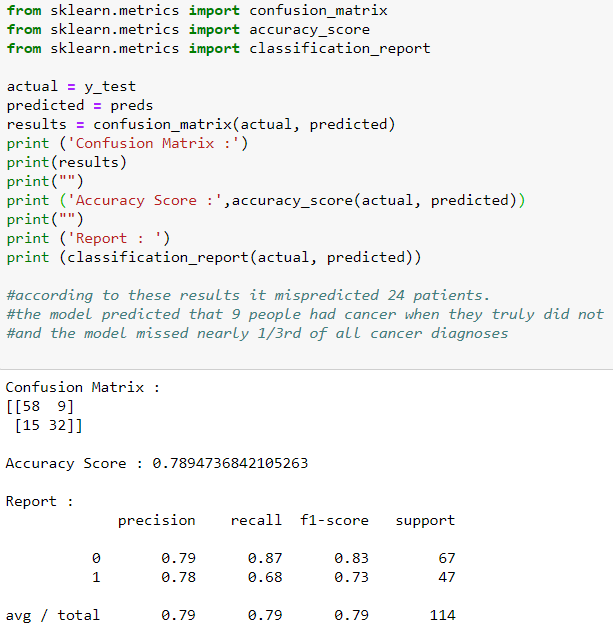 from sklearn.metrics import confusion_matrix
from sklearn.metrics import accuracy_score
from sklearn.metrics import classification_report

actual = y_test
predicted = preds
results = confusion_matrix(actual, predicted)
print ('Confusion Matrix :')
print(results)
print("")
print ('Accuracy Score :',accuracy_score(actual, predicted))
print("")
print ('Report : ')
print (classification_report(actual, predicted))

#according to these results it mispredicted 24 patients.
#the model predicted that 9 people had cancer when they truly did not
#and the model missed nearly 1/3rd of all cancer diagnoses

Confusion Matrix :
[[58  9]
 [15 32]]

Accuracy Score : 0.7894736842105263

Report :
             precision    recall  f1-score   support

          0       0.79      0.87      0.83        67
          1       0.78      0.68      0.73        47

avg / total       0.79      0.79      0.79       114